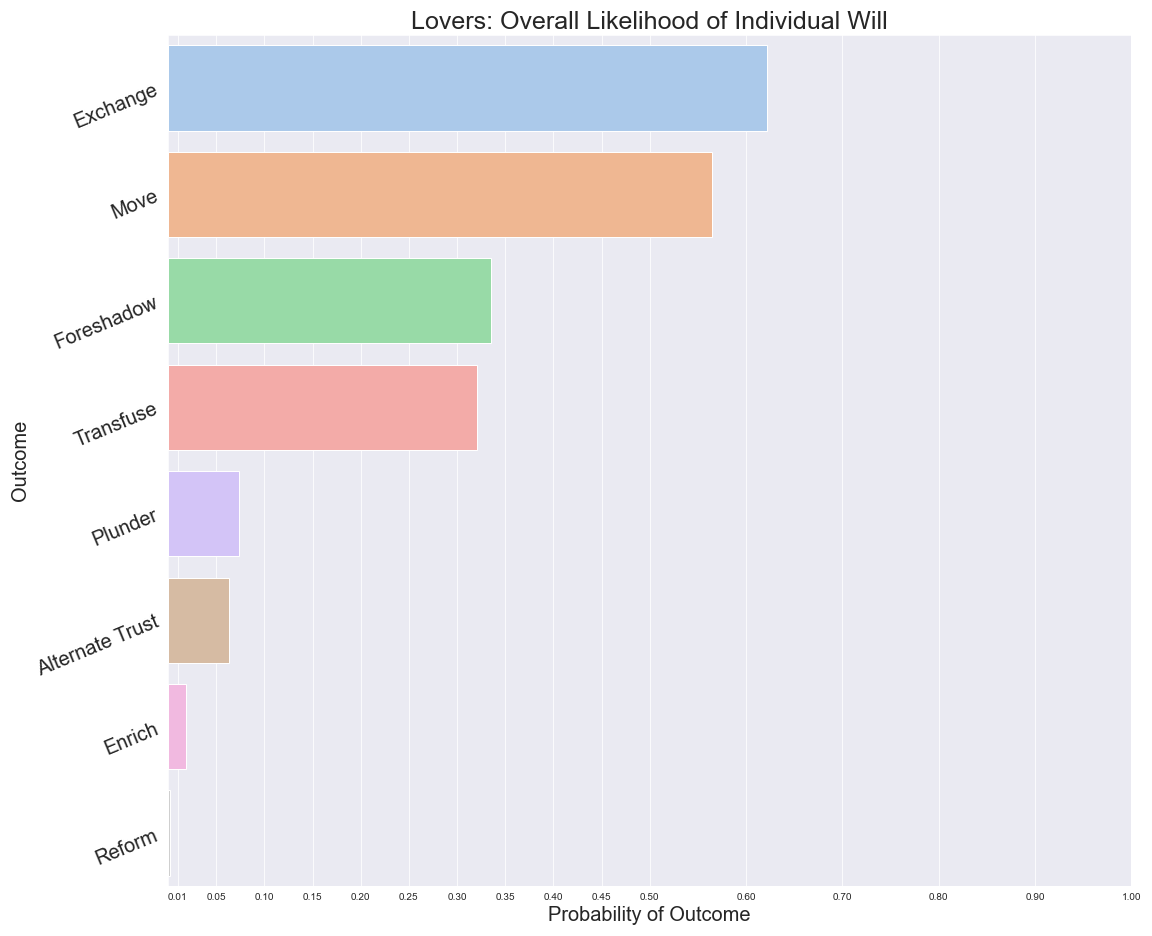 Lovers: Overall Likelihood of Individual Will
Exchange
Move
Foreshadow
Transfuse
Plunder
Alternate Trust
Enrich
Reform
Outcome
0.01 0.05 0.10 0.15 0.20 0.25 0.30 0.35 0.40 0.45 0.50 0.60 0.70 0.80 0.90 1.00
Probability of Outcome